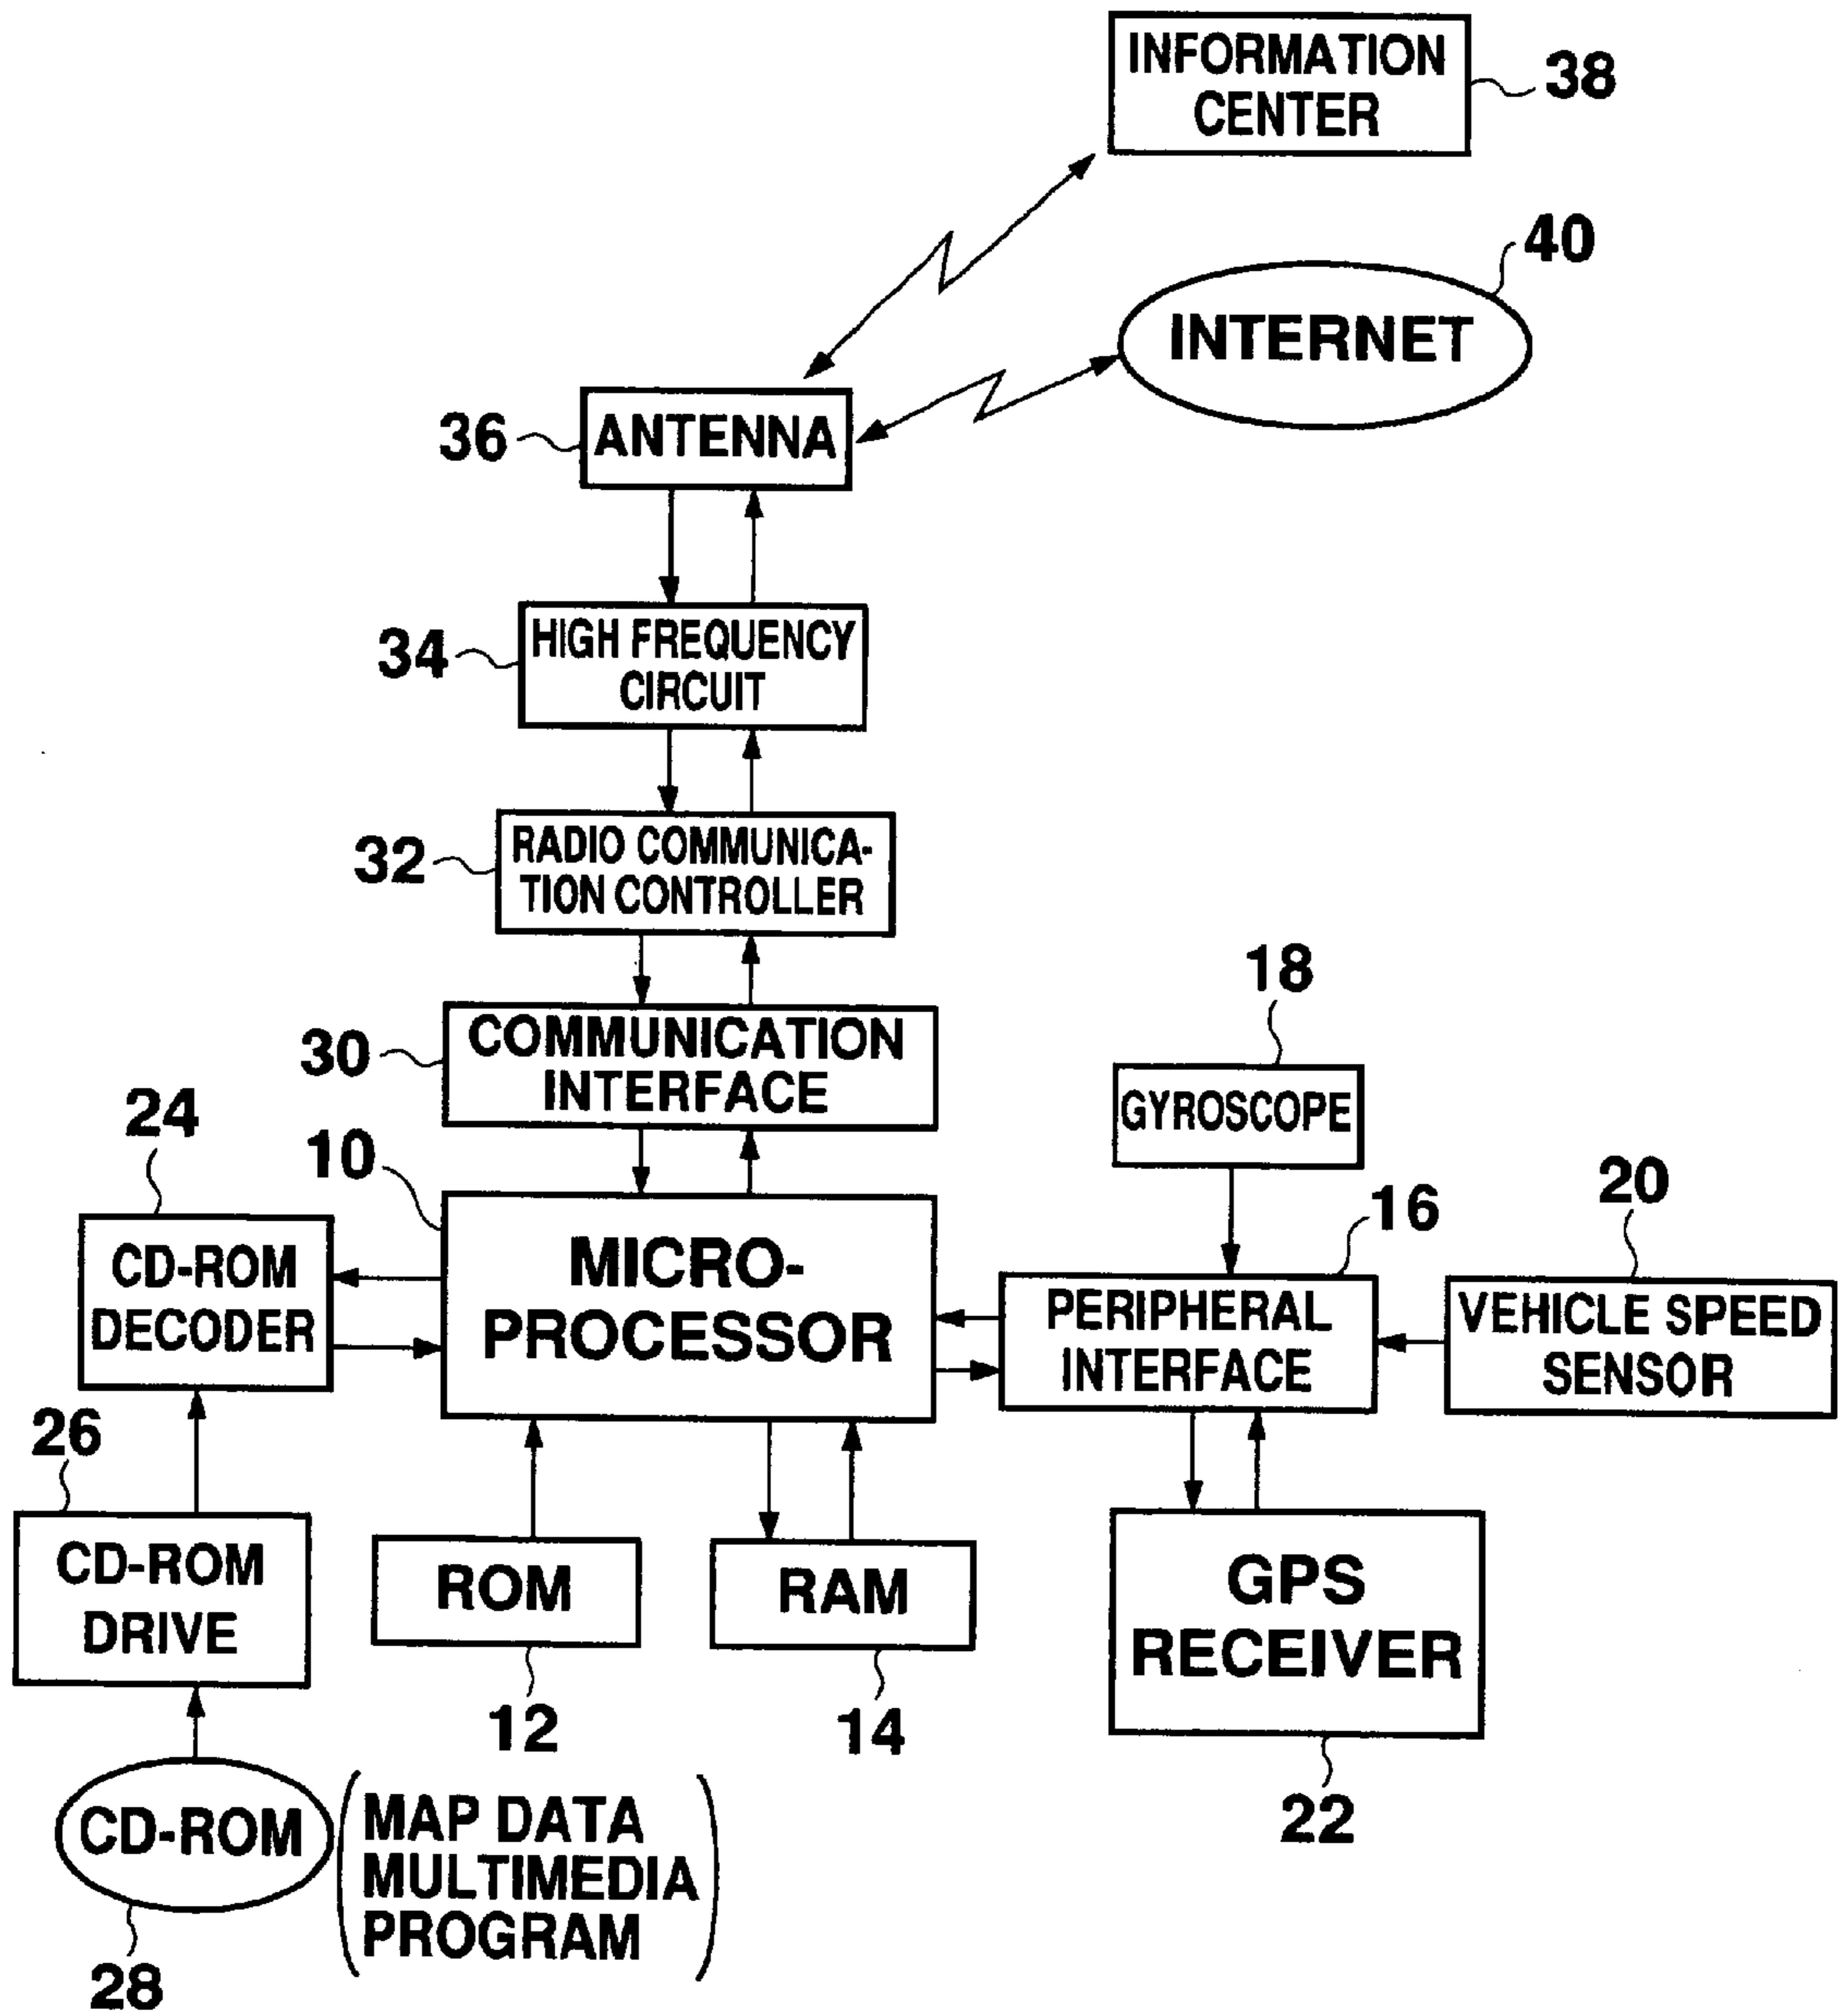 INFORMATION
CENTER
38
40
INTERNET
36
ANTENNA
34
HIGH FREQUENCY
CIRCUIT
32
RADIO COMMUNICA-
TION CONTROLLER
18
30
COMMUNICATION
INTERFACE
GYROSCOPE
24
10
16
20
CD-ROM
DECODER
MICRO-
PROCESSOR
PERIPHERAL
INTERFACE
VEHICLE SPEED
SENSOR
26
CD-ROM
DRIVE
ROM
RAM
GPS
RECEIVER
12
14
22
CD-ROM
MAP DATA
MULTIMEDIA
PROGRAM
28